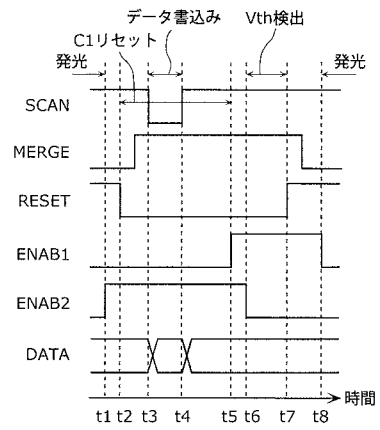 データ書込み Vth検出
C1リセット
発光 発光
SCAN
MERGE
RESET
ENAB1
ENAB2
DATA
時間
t1 t2 t3 t4 t5 t6 t7 t8